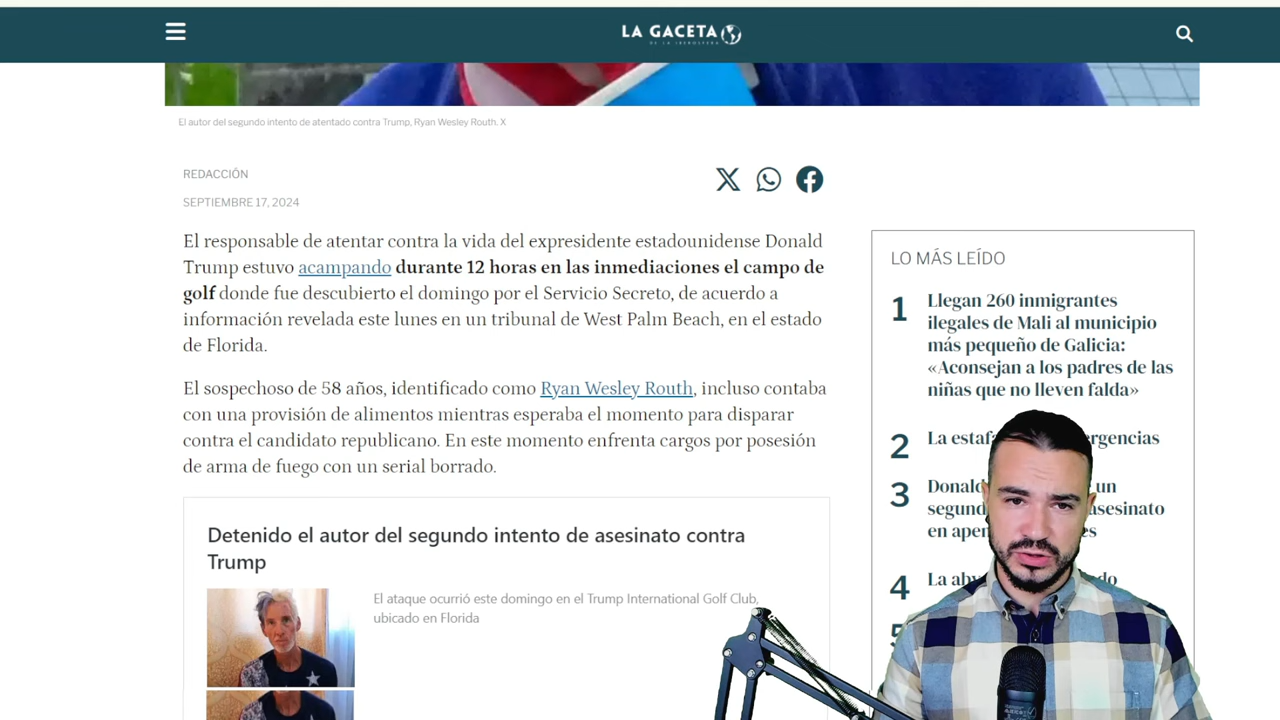 LA GACETA
DE LA IBEROSFERA
El autor del segundo intento de atentado contra Trump, Ryan Wesley Routh. X
REDACCIÓN
SEPTIEMBRE 17, 2024
El responsable de atentar contra la vida del expresidente estadounidense Donald
Trump estuvo acampando durante 12 horas en las inmediaciones el campo de
golf donde fue descubierto el domingo por el Servicio Secreto, de acuerdo a
información revelada este lunes en un tribunal de West Palm Beach, en el estado
de Florida.
El sospechoso de 58 años, identificado como Ryan Wesley Routh, incluso contaba
con una provisión de alimentos mientras esperaba el momento para disparar
contra el candidato republicano. En este momento enfrenta cargos por posesión
de arma de fuego con un serial borrado.
Detenido el autor del segundo intento de asesinato contra
Trump
El ataque ocurrió este domingo en el Trump International Golf Club,
ubicado en Florida
LO MÁS LEÍDO
1 Llegan 260 inmigrantes
ilegales de Mali al municipio
más pequeño de Galicia:
«Aconsejan a los padres de las
niñas que no lleven falda»
2 La
3 Donald un
segundo asesinato
en
4 La